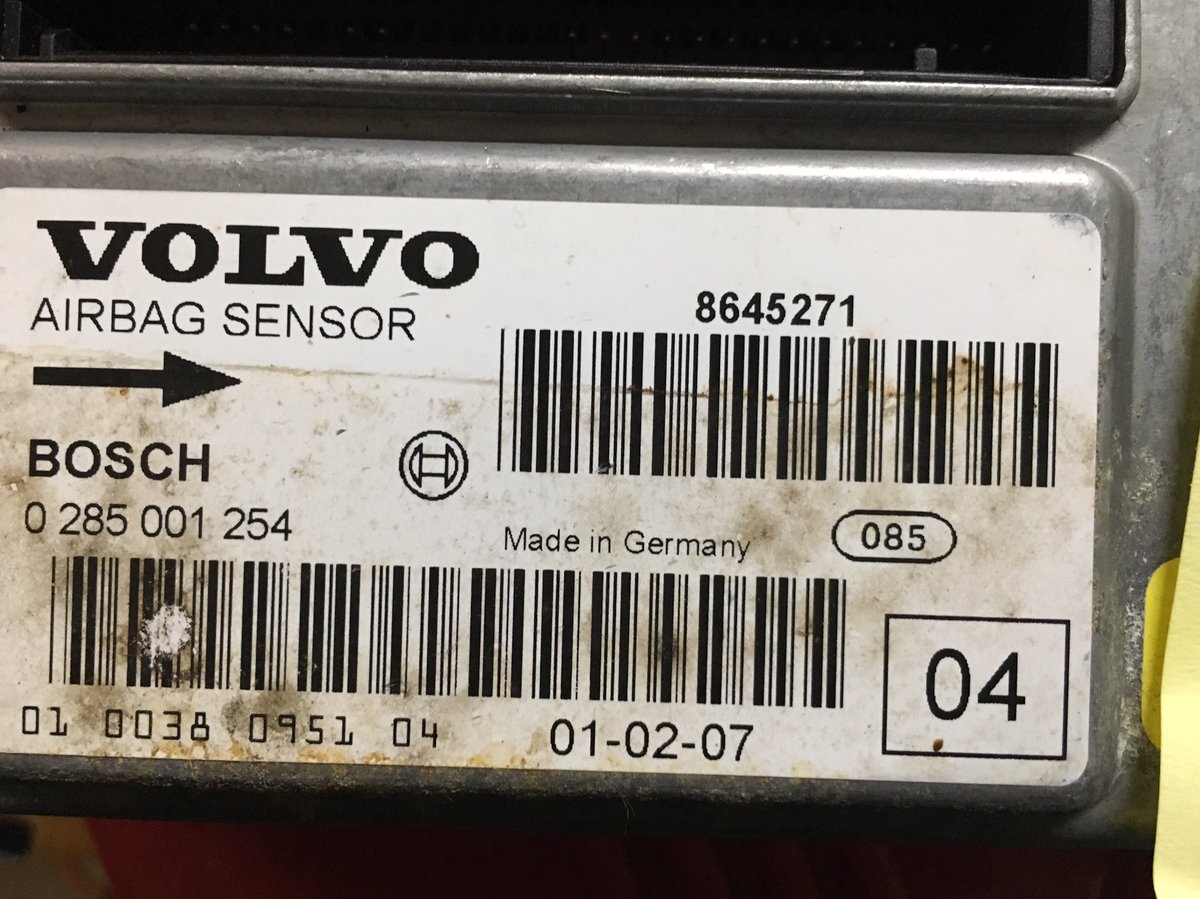 VOLVO
AIRBAG SENSOR
8645271
BOSCH
0 285 001 254
Made in Germany
085
04
01 0038 0951 04
01-02-07